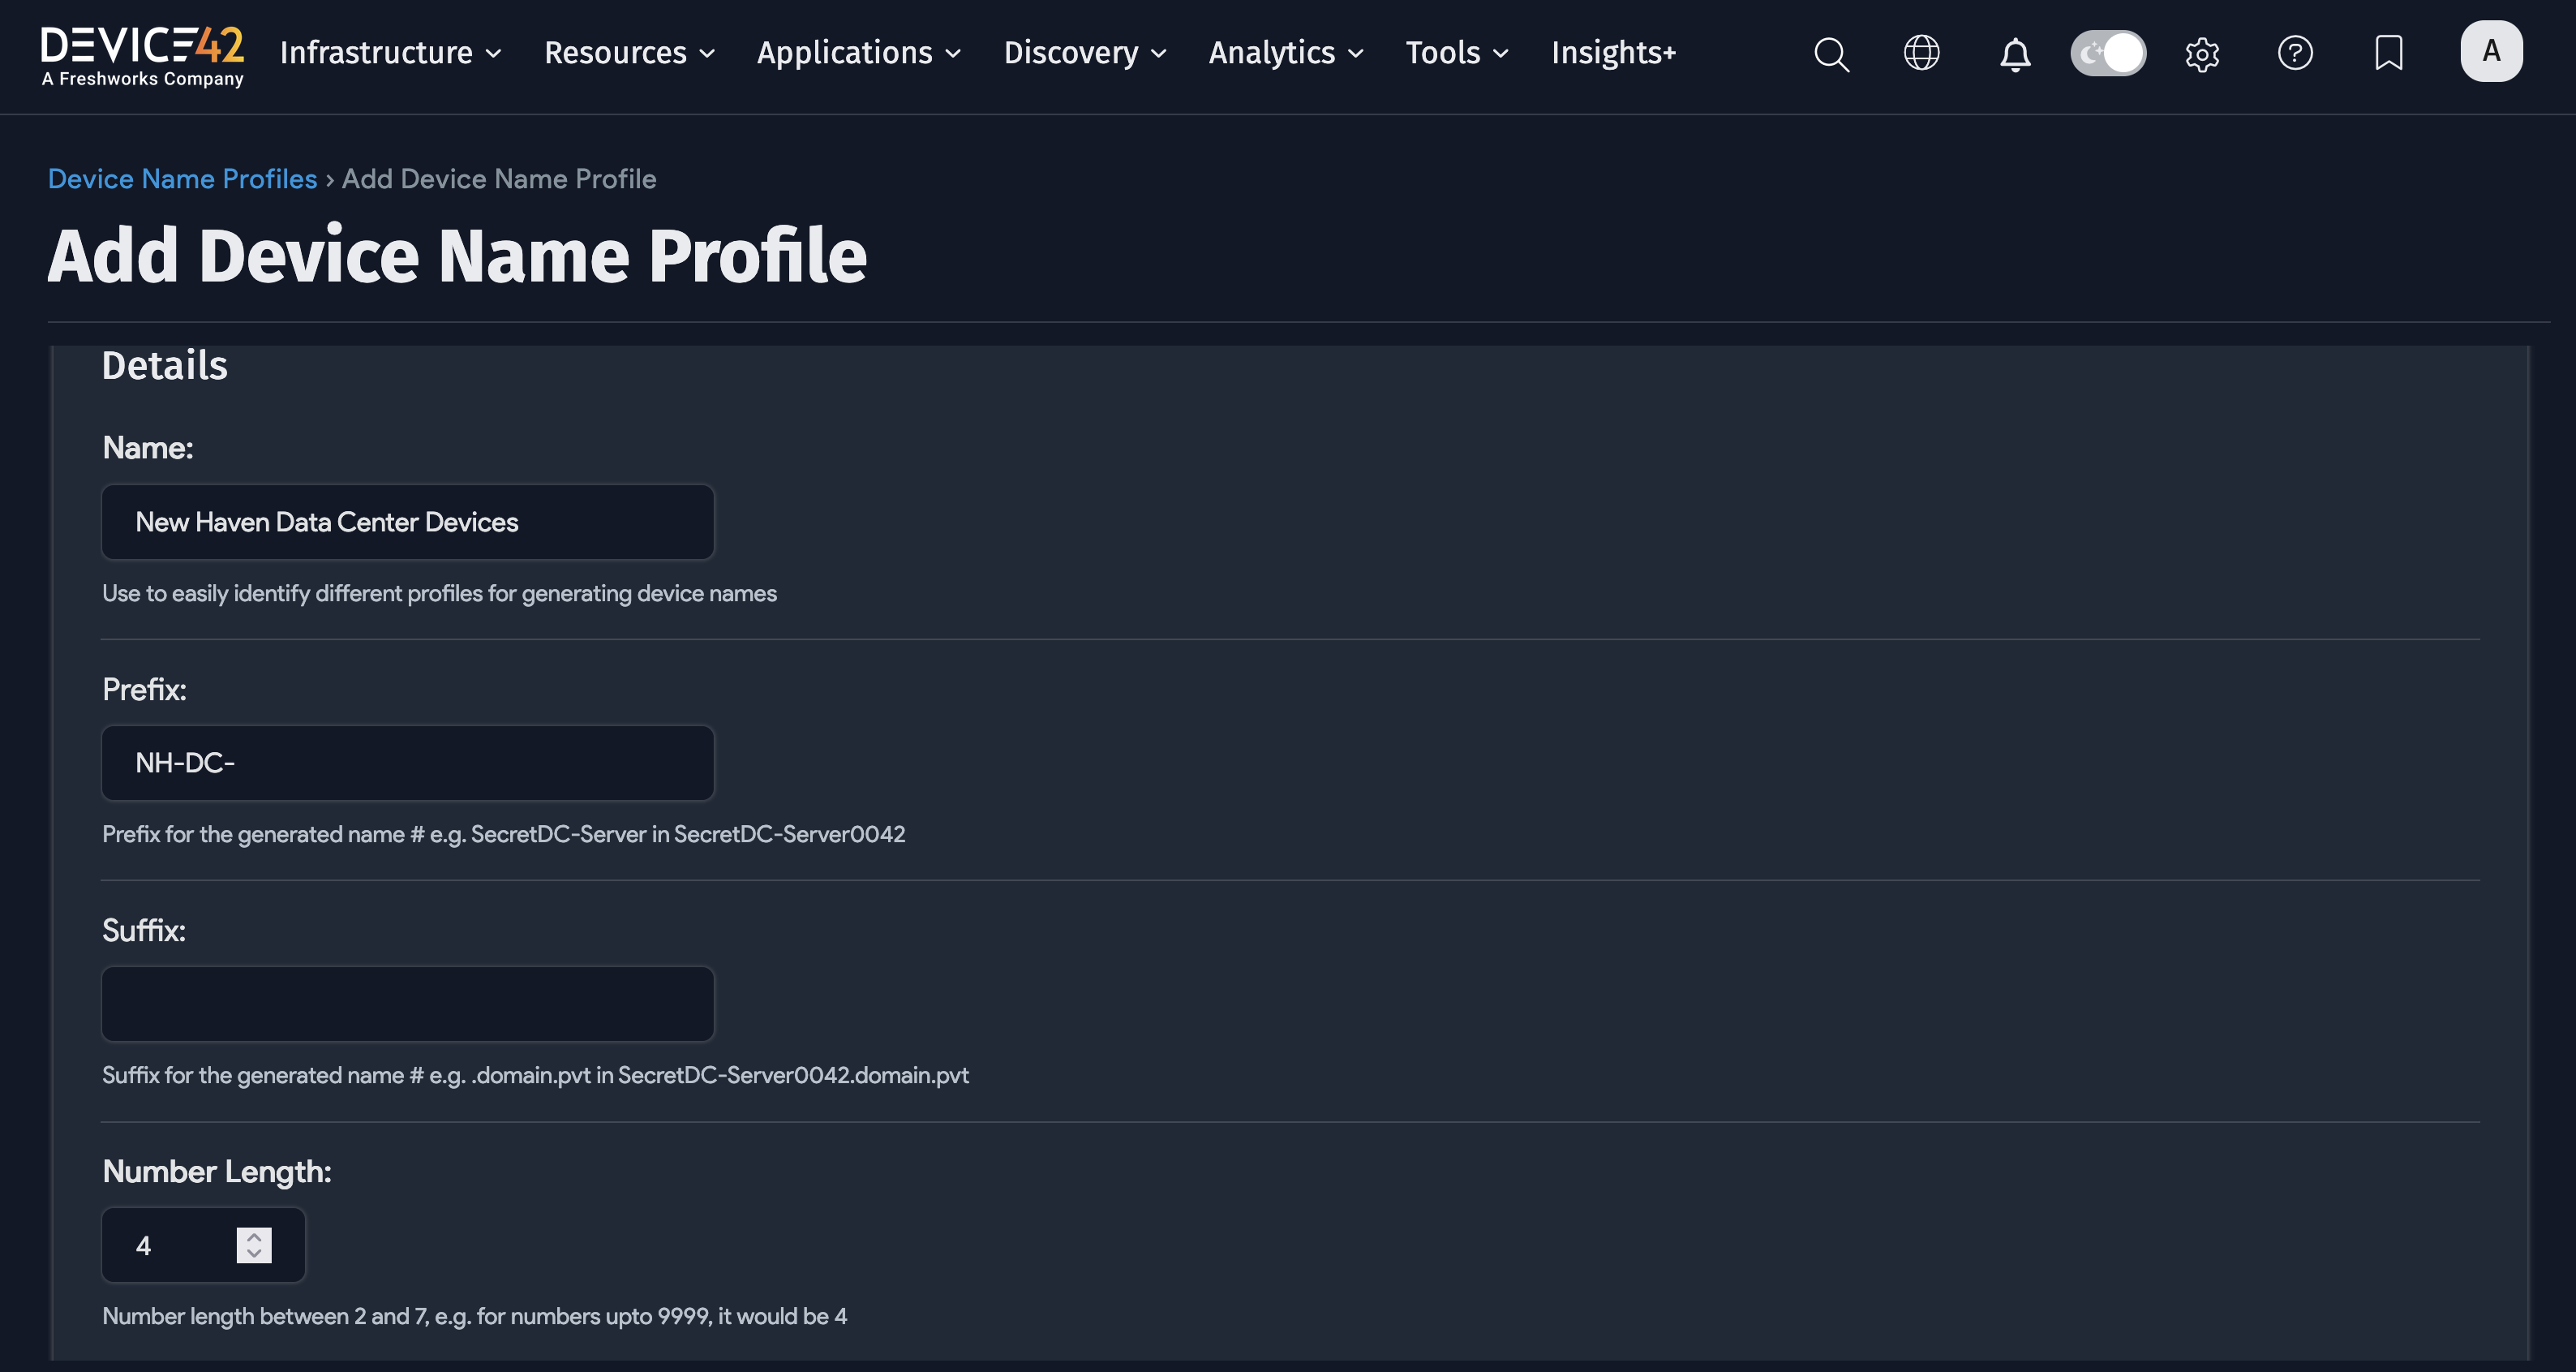 DEVICE42
A Freshworks Company
Infrastructure
Resources
Applications
Discovery
Analytics
Tools
Insights+
?
A
Device Name Profiles › Add Device Name Profile
Add Device Name Profile
Details
Name:
New Haven Data Center Devices
Use to easily identify different profiles for generating device names
Prefix:
NH-DC-
Prefix for the generated name # e.g. SecretDC-Server in SecretDC-Server0042
Suffix:
Suffix for the generated name # e.g. .domain.pvt in SecretDC-Server0042.domain.pvt
Number Length:
4
Number length between 2 and 7, e.g. for numbers upto 9999, it would be 4